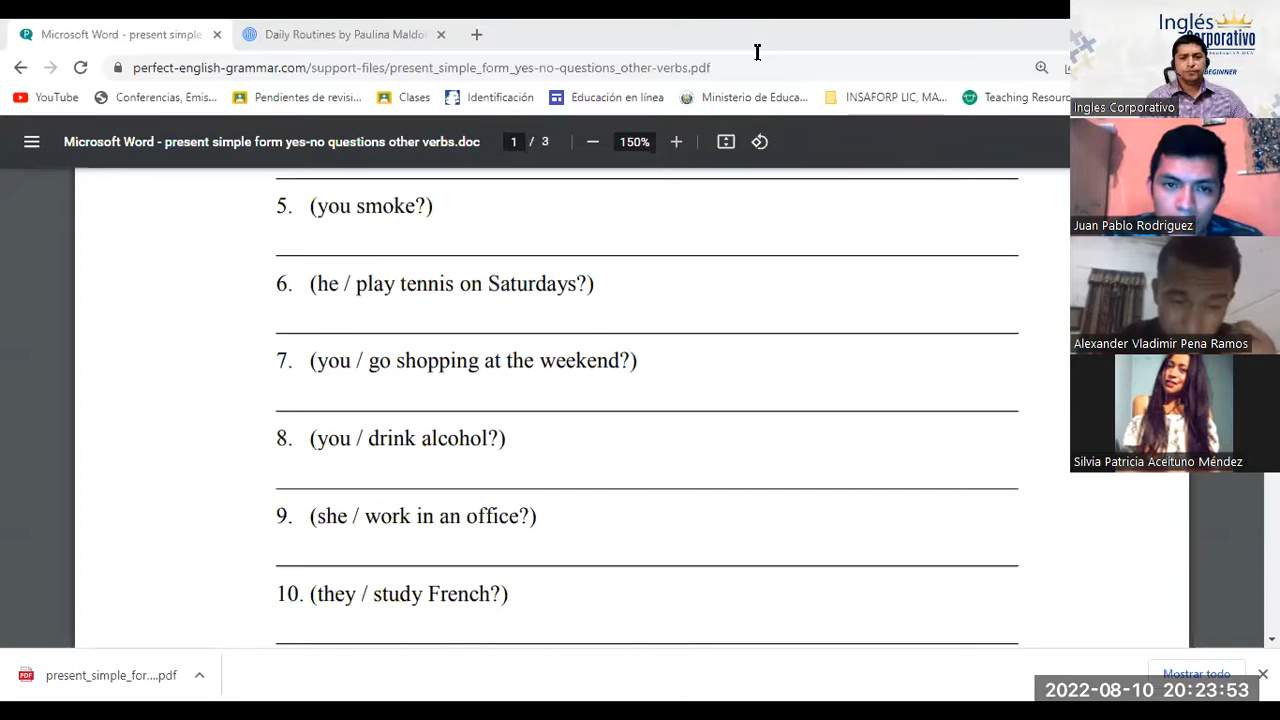 Microsoft Word - present simple
Daily Routines by Paulina Maldo
perfect-english-grammar.com/support-files/present_simple_ -yes-no-questions_other-verbs.pdf
YouTube
Conferencias, Emis...
Pendientes de revisi...
Clases
Identificación
Educación en línea
Ministerio de Educa...
INSAFORP LIC, MA...
Teaching Resourc
Microsoft Word - present simple form yes-no questions other verbs.doc
1 / 3
150%
5. (you smoke?)
6. (he / play tennis on Saturdays?)
7. (you / go shopping at the weekend?)
8. (you / drink alcohol?)
9. (she / work in an office?)
10. (they / study French?)
Inglés
Corporativo
BEGINNER
Ingles Corporativo
Juan Pablo Rodriguez
Alexander Vladimir Pena Ramos
Silvia Patricia Aceituno Méndez
PDF
present_simple_for....pdf
Mostrar todo
2022-08-10 20:23:53